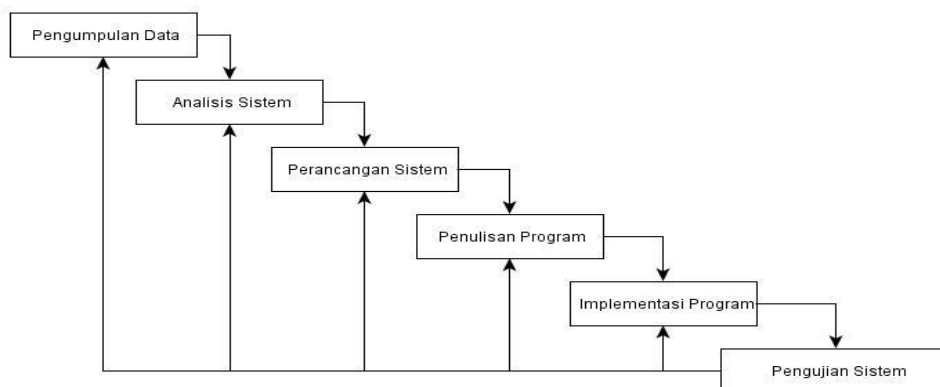 Pengumpulan Data
Analisis Sistem
Perancangan Sistem
Penulisan Program
Implementasi Program
Pengujian Sistem